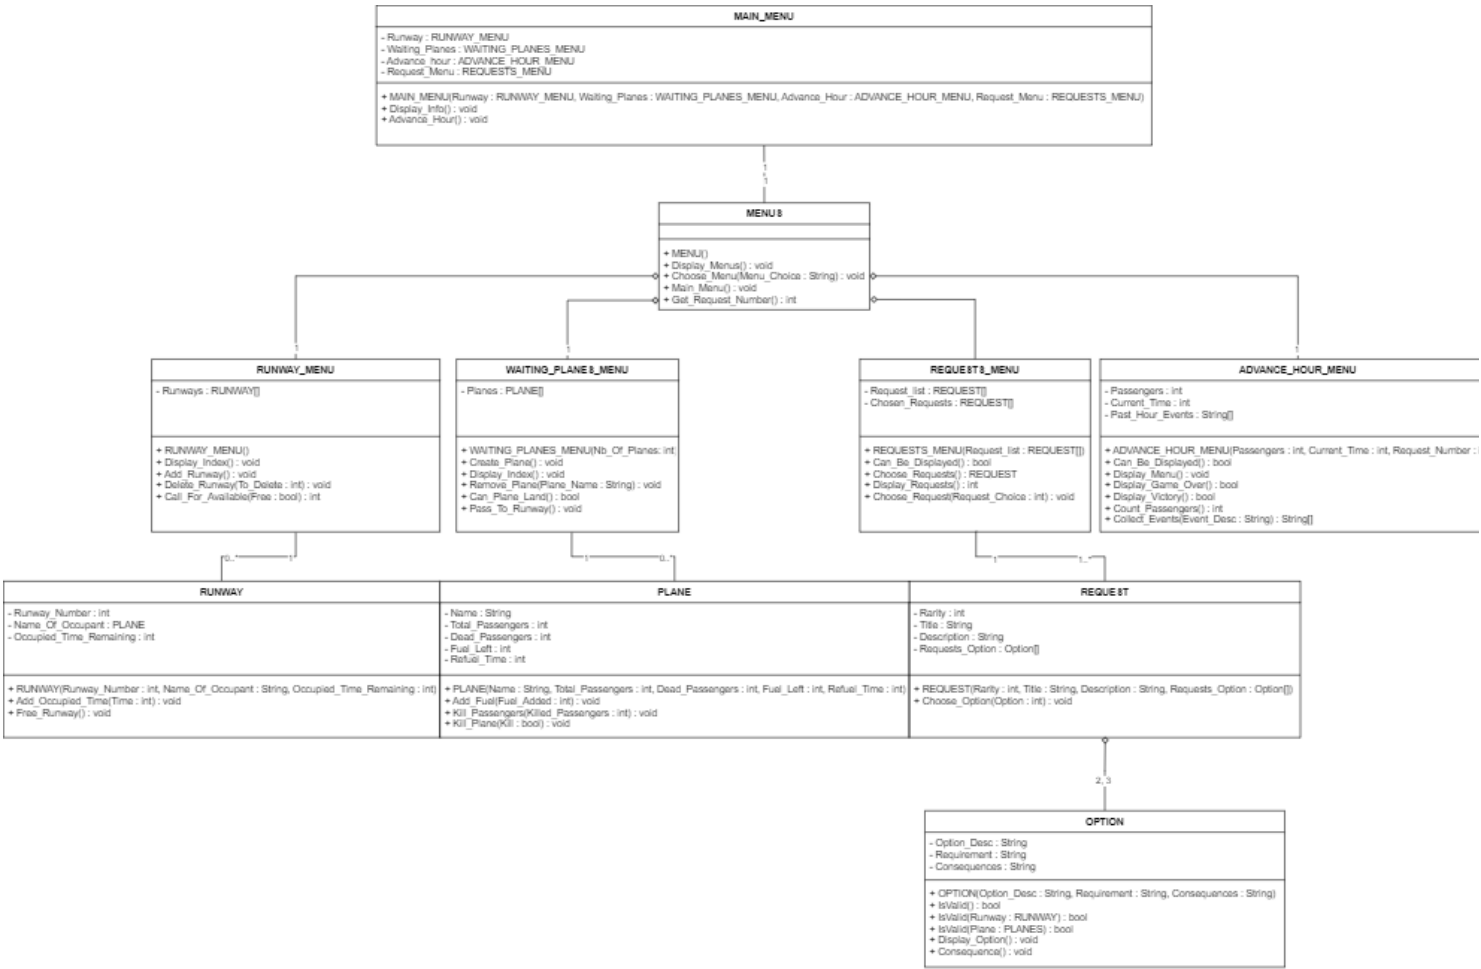 MAIN_MENU
- Runway : RUNWAY_MENU
- Waiting_Planes : WAITING_PLANES_MENU
- Advance_hour : ADVANCE_HOUR_MENU
- Request_Menu : REQUESTS_MENU
+ MAIN_MENU(Runway : RUNWAY_MENU, Waiting_Planes : WAITING_PLANES_MENU, Advance_Hour : ADVANCE_HOUR_MENU, Request_Menu : REQUESTS_MENU)
+ Display_Info() : void
+ Advance_Hour() : void
1
1
MENUS
+ MENU()
+ Display_Menus() : void
+ Choose_Menu(Menu_Choice : String) : void
+ Main_Menu() : void
+ Get_Request_Number() : int
1
1
1
RUNWAY_MENU
- Runways : RUNWAY[]
+ RUNWAY_MENU()
+ Display_Index() : void
+ Add_Runway() : void
+ Delete_Runway(To_Delete : int) : void
+ Call_For_Available(Free : bool) : int
WAITING_PLANES_MENU
- Planes : PLANE[]
+ WAITING_PLANES_MENU(Nb_Of_Planes: int
+ Create_Plane() : void
+ Display_Index() : void
+ Remove_Plane(Plane_Name : String) : void
+ Can_Plane_Land() : bool
+ Pass_To_Runway() : void
REQUESTS_MENU
- Request_list : REQUEST[]
- Chosen_Requests : REQUEST[]
+ REQUESTS_MENU(Request_list : REQUEST[])
+ Can_Be_Displayed() : bool
+ Choose_Requests() : REQUEST
+ Display_Requests() : int
+ Choose_Request(Request_Choice : int) : void
ADVANCE_HOUR_MENU
- Passengers : int
- Current_Time : int
- Past_Hour_Events : String[]
+ ADVANCE_HOUR_MENU(Passengers : int, Current_Time : int, Request_Number :
+ Can_Be_Displayed() : bool
+ Display_Menu() : void
+ Display_Game_Over() : bool
+ Display_Victory() : bool
+ Count_Passengers() : int
+ Collect_Events(Event_Desc : String) : String[]
0..* 1
1 0..*
1 1..*
RUNWAY
- Runway_Number : int
- Name_Of_Occupant : PLANE
- Occupied_Time_Remaining : int
+ RUNWAY(Runway_Number : int, Name_Of_Occupant : String, Occupied_Time_Remaining : int)
+ Add_Occupied_Time(Time : int) : void
+ Free_Runway() : void
PLANE
- Name : String
- Total_Passengers : int
- Dead_Passengers : int
- Fuel_Left : int
- Refuel_Time : int
+ PLANE(Name : String, Total_Passengers : int, Dead_Passengers : int, Fuel_Left : int, Refuel_Time : int)
+ Add_Fuel(Fuel_Added : int) : void
+ Kill_Passengers(Killed_Passengers : int) : void
+ Kill_Plane(Kill : bool) : void
REQUEST
- Rarity : int
- Title : String
- Description : String
- Requests_Option : Option[]
+ REQUEST(Rarity : int, Title : String, Description : String, Requests_Option : Option[])
+ Choose_Option(Option : int) : void
2, 3
OPTION
- Option_Desc : String
- Requirement : String
- Consequences : String
+ OPTION(Option_Desc : String, Requirement : String, Consequences : String)
+ IsValid() : bool
+ IsValid(Runway : RUNWAY) : bool
+ IsValid(Plane : PLANES) : bool
+ Display_Option() : void
+ Consequence() : void